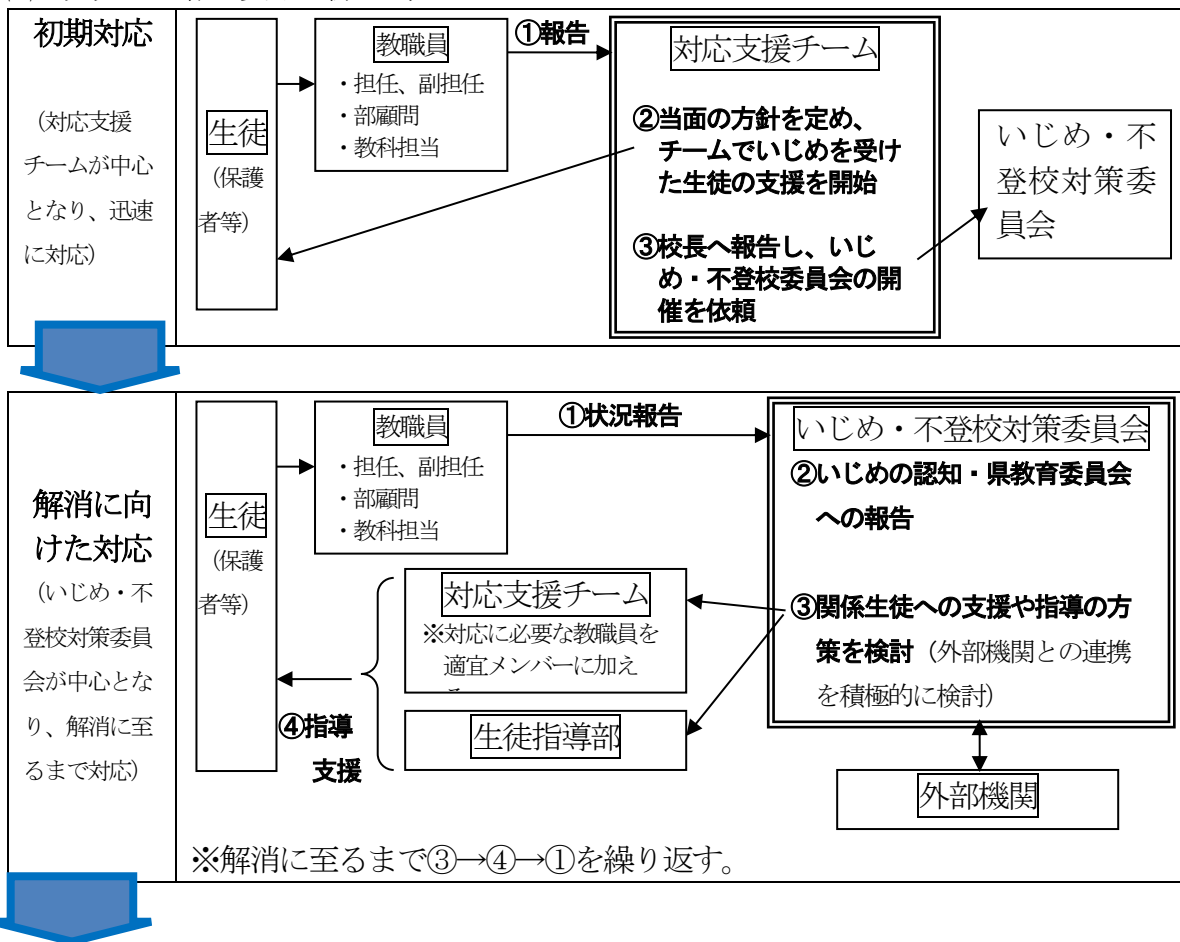 初期対応
（対応支援
チームが中心
となり、迅速
に対応）
生徒
（保護
者等）
教職員
・担任、副担任
・部顧問
・教科担当
①報告
対応支援チーム
②当面の方針を定め、
チームでいじめを受け
た生徒の支援を開始
③校長へ報告し、いじ
め・不登校委員会の開
催を依頼
いじめ・不
登校対策委
員会
解消に向
けた対応
（いじめ・不
登校対策委員
会が中心とな
り、解消に至
るまで対応）
生徒
（保護
者等）
教職員
・担任、副担任
・部顧問
・教科担当
①状況報告
いじめ・不登校対策委員会
②いじめの認知・県教育委員会
への報告
③関係生徒への支援や指導の方
策を検討（外部機関との連携
を積極的に検討）
対応支援チーム
※対応に必要な教職員を
適宜メンバーに加え
生徒指導部
④指導
支援
外部機関
※解消に至るまで③→④→①を繰り返す。